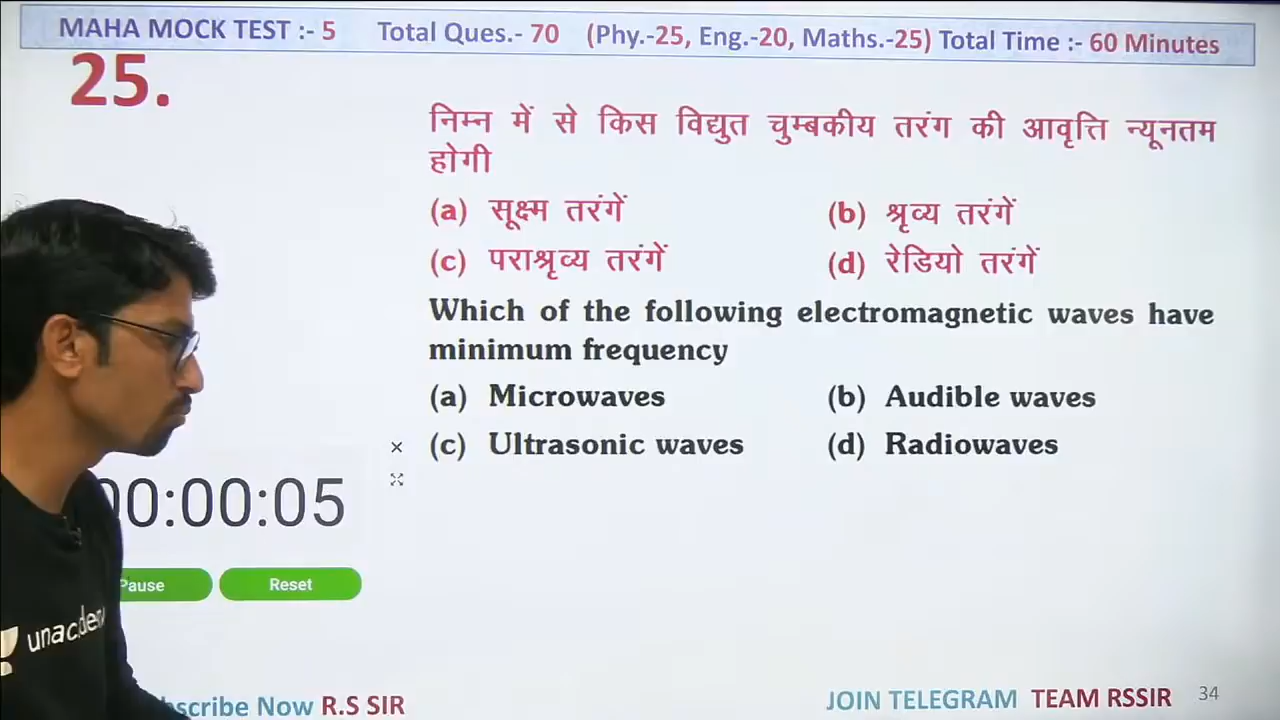 MAHA MOCK TEST :- 5 Total Ques.- 70 (Phy.-25, Eng.-20, Maths.-25) Total Time :- 60 Minutes
25.
निम्न में से किस विद्युत चुम्बकीय तरंग की आवृत्ति न्यूनतम
होगी
(a) सूक्ष्म तरंगें (b) श्रृव्य तरंगें
(c) पराश्रृव्य तरंगें (d) रेडियो तरंगें
Which of the following electromagnetic waves have
minimum frequency
(a) Microwaves (b) Audible waves
(c) Ultrasonic waves (d) Radiowaves
00:00:05
Pause Reset
unacadem
Now R.S SIR
JOIN TELEGRAM TEAM RSSIR 34